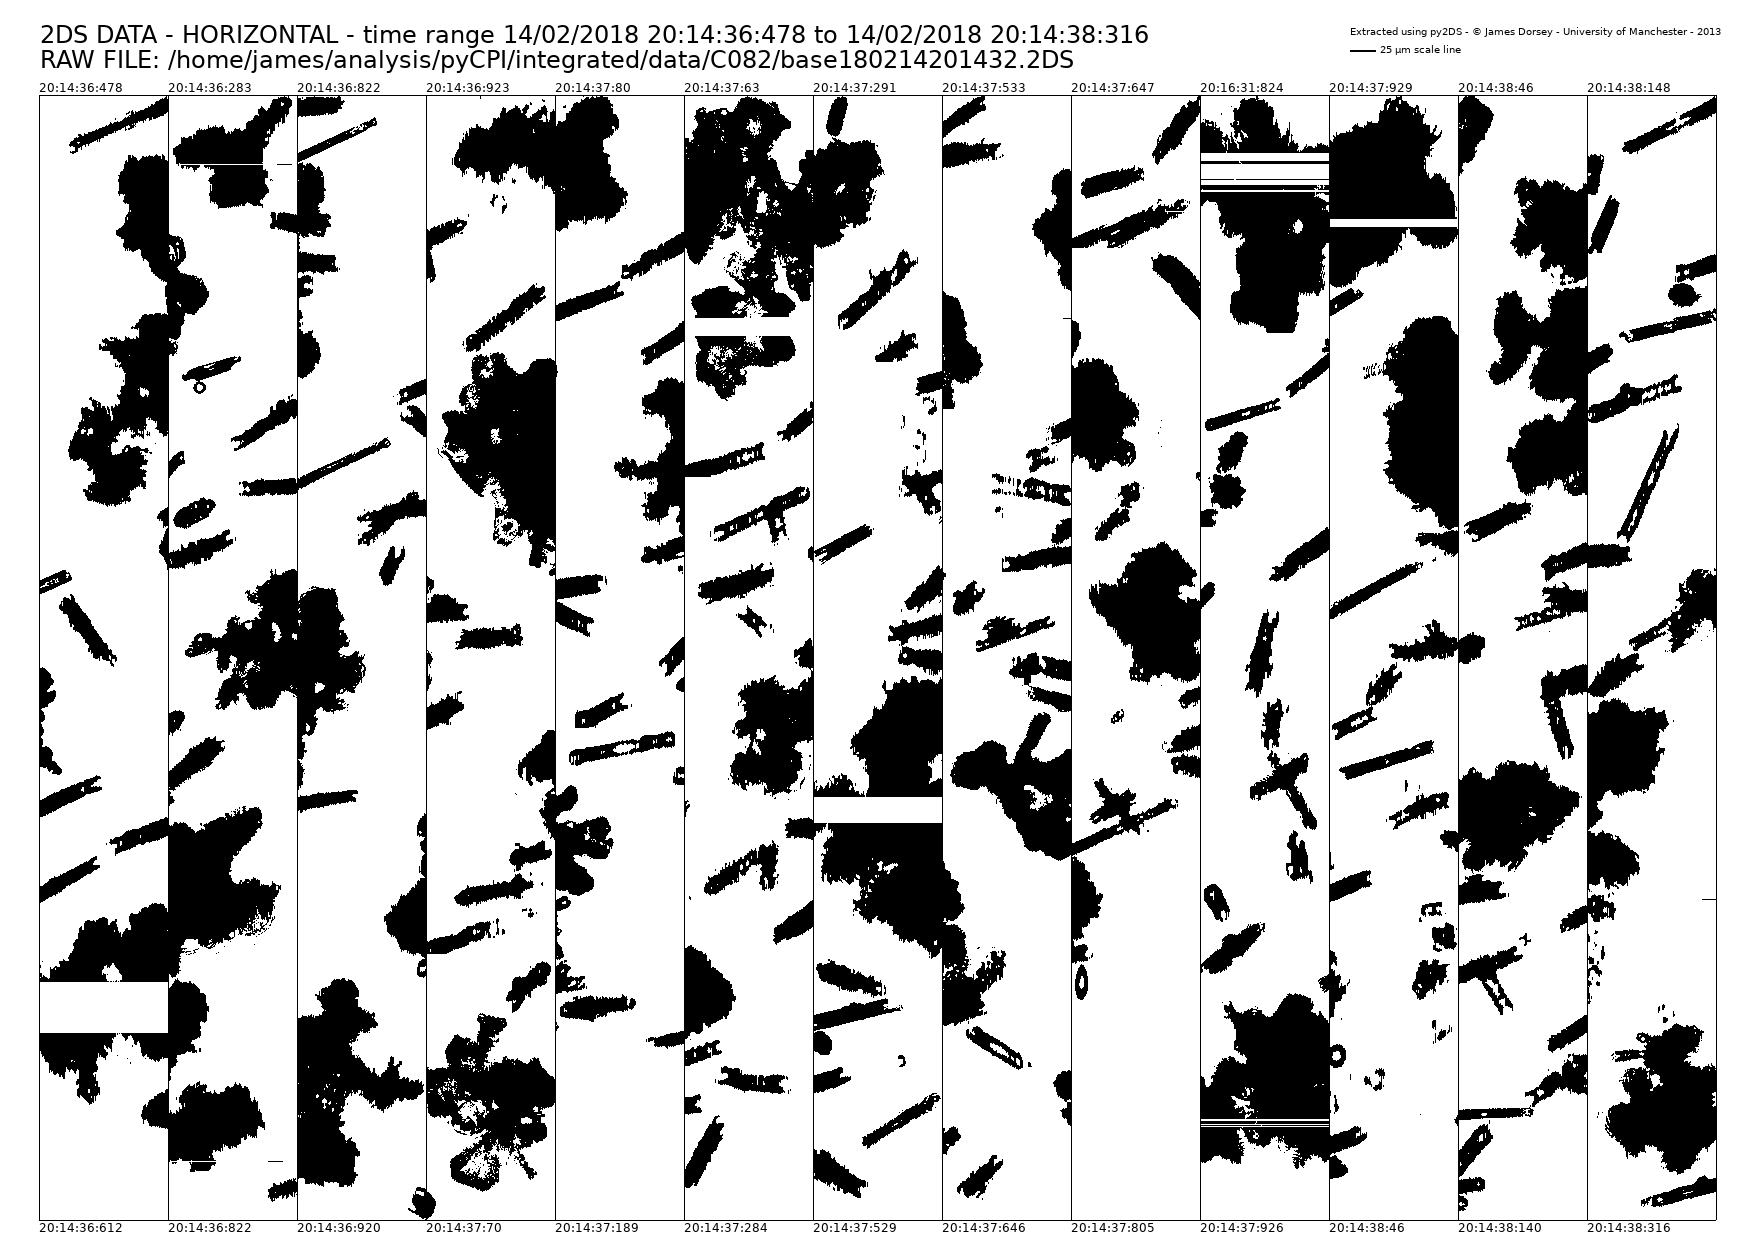 2DS DATA - HORIZONTAL - time range 14/02/2018 20:14:36:478 to 14/02/2018 20:14:38:316
RAW FILE: /home/james/analysis/pyCPI/integrated/data/C082/base180214201432.2DS
Extracted using py2DS - © James Dorsey - University of Manchester - 2013
25 μm scale line
20:14:36:478 20:14:36:283 20:14:36:822 20:14:36:923 20:14:37:80 20:14:37:63 20:14:37:291 20:14:37:533 20:14:37:647 20:16:31:824 20:14:37:929 20:14:38:46 20:14:38:148
20:14:36:612 20:14:36:822 20:14:36:920 20:14:37:70 20:14:37:189 20:14:37:284 20:14:37:529 20:14:37:646 20:14:37:805 20:14:37:926 20:14:38:46 20:14:38:140 20:14:38:316